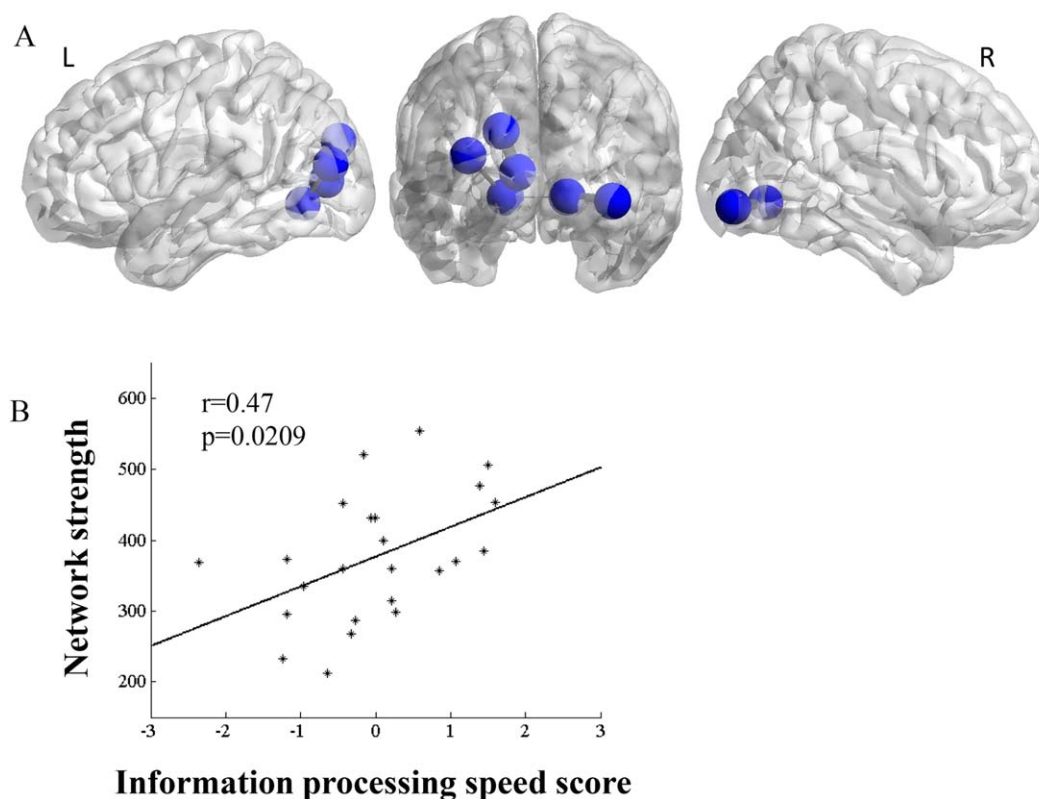 A
L
R
B
r=0.47
p=0.0209
Network strength
600
500
400
300
200
-3 -2 -1 0 1 2 3
Information processing speed score